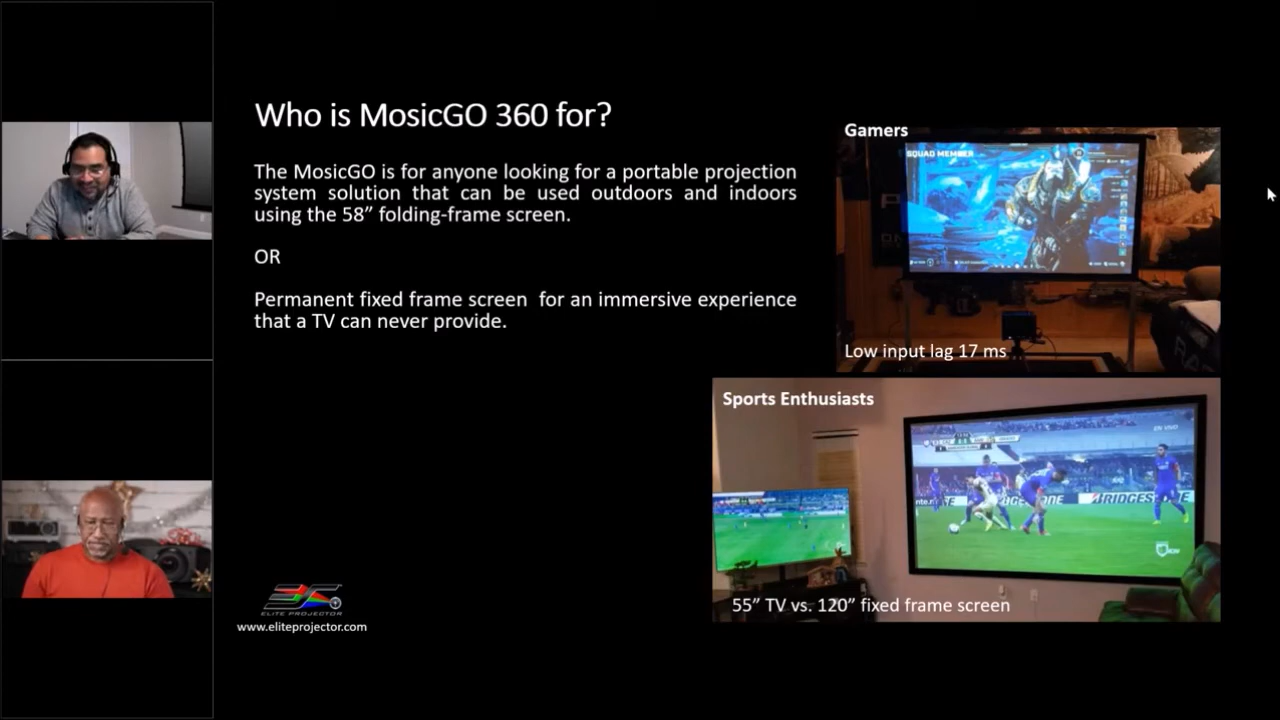 Who is MosicGO 360 for?
The MosicGO is for anyone looking for a portable projection
system solution that can be used outdoors and indoors
using the 58” folding-frame screen.
OR
Permanent fixed frame screen for an immersive experience
that a TV can never provide.
Gamers
SQUAD MEMBER
Low input lag 17 ms
Sports Enthusiasts
EN VIVO
BRIDGESTONE
55” TV vs. 120” fixed frame screen
ELITE PROJECTOR
www.eliteprojector.com